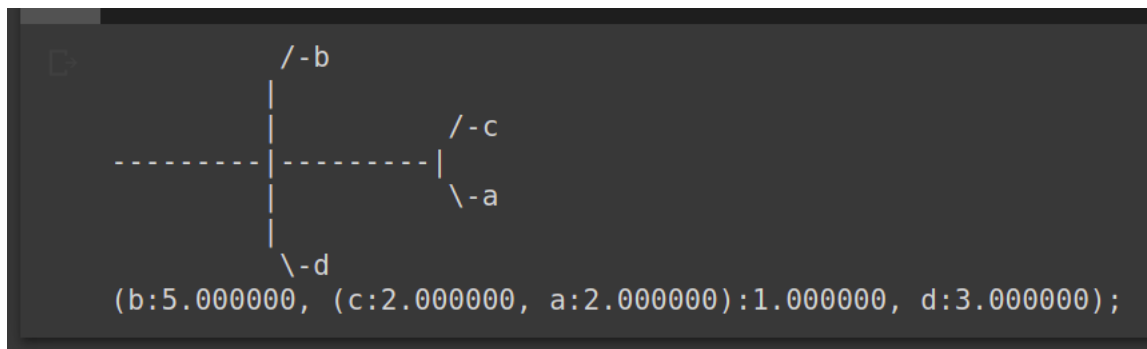 /-b
         |
         |          /-c
---------|---------|
         |          \-a
         |
          \-d
(b:5.000000, (c:2.000000, a:2.000000):1.000000, d:3.000000);